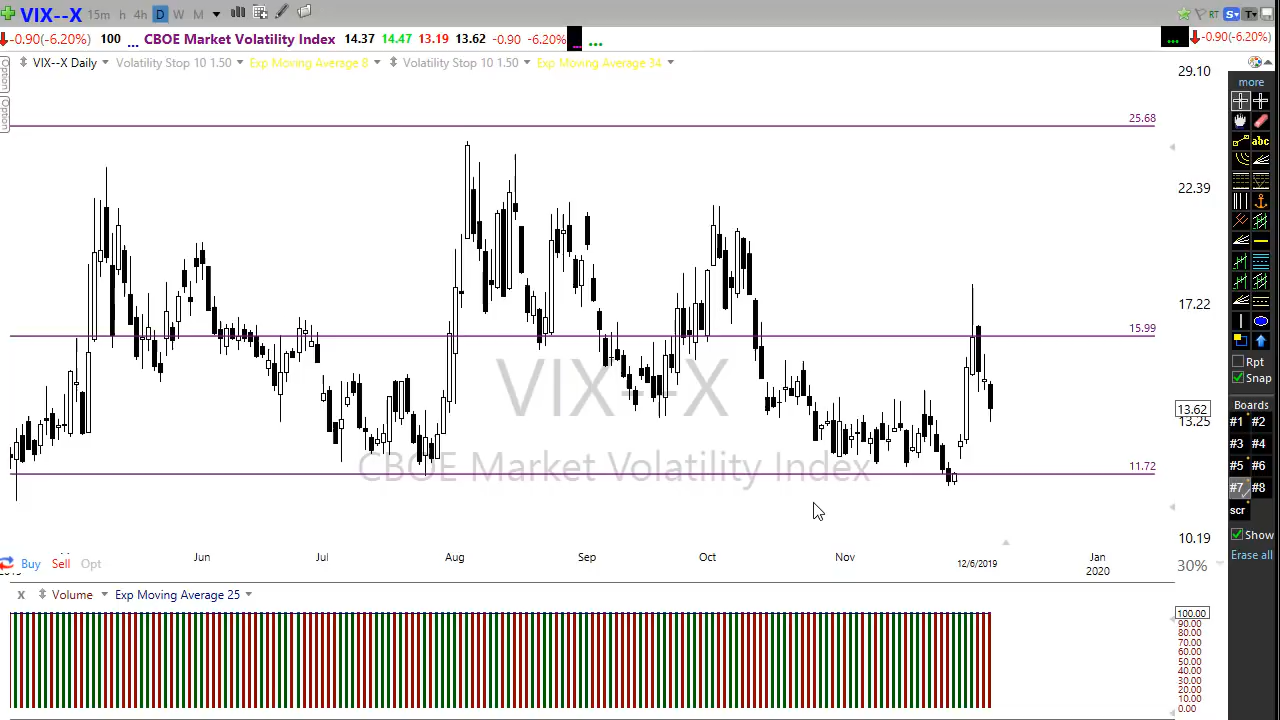 VIX--X 15m h 4h D W M RT S T
-0.90(-6.20%) 100 ... CBOE Market Volatility Index 14.37 14.47 13.19 13.62 -0.90 -6.20% ... ... ... -0.90(-6.20%)
VIX--X Daily Volatility Stop 10 1.50 Exp Moving Average 8 Volatility Stop 10 1.50 Exp Moving Average 34
Option
Option
29.10
more
25.68
abc
22.39
17.22
15.99
Rpt
Snap
VIX--X
Boards
13.62
13.25
#1 #2
#3 #4
CBOE Market Volatility Index
11.72
#5 #6
#7 #8
scr
Show
10.19
Erase all
Jun Jul Aug Sep Oct Nov 12/6/2019 Jan
2020
Buy Sell Opt
30%
X Volume Exp Moving Average 25
100.00
90.00
80.00
70.00
60.00
50.00
40.00
30.00
20.00
10.00
0.00